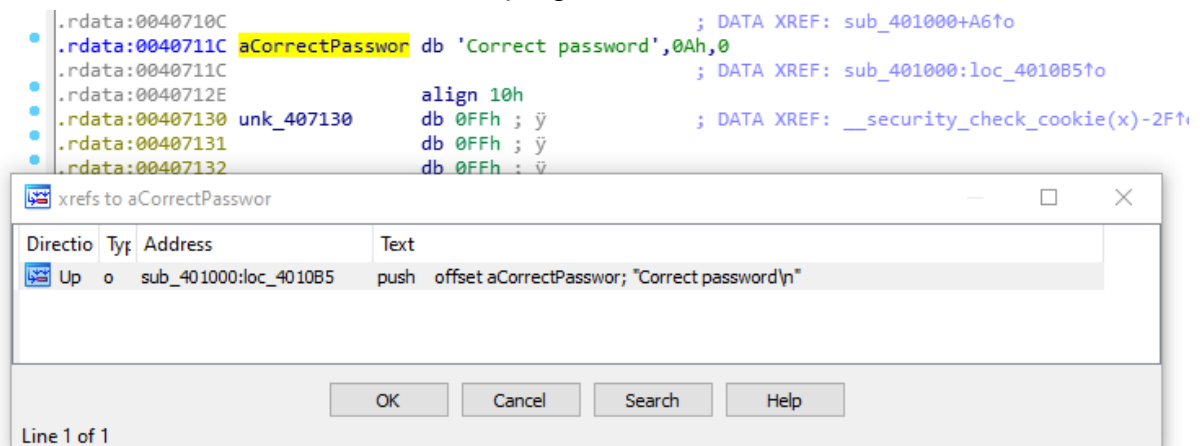 .rdata:0040710C ; DATA XREF: sub_401000+A6↑o
.rdata:0040711C aCorrectPasswor db 'Correct password',0Ah,0
.rdata:0040711C ; DATA XREF: sub_401000:loc_4010B5↑o
.rdata:0040712E align 10h
.rdata:00407130 unk_407130 db 0FFh ; ÿ ; DATA XREF: __security_check_cookie(x)-2F↑o
.rdata:00407131 db 0FFh ; ÿ
.rdata:00407132 db 0FFh ; ÿ
xrefs to aCorrectPasswor
Directio Typ Address Text
Up o sub_401000:loc_4010B5 push offset aCorrectPasswor; "Correct password\n"
OK Cancel Search Help
Line 1 of 1